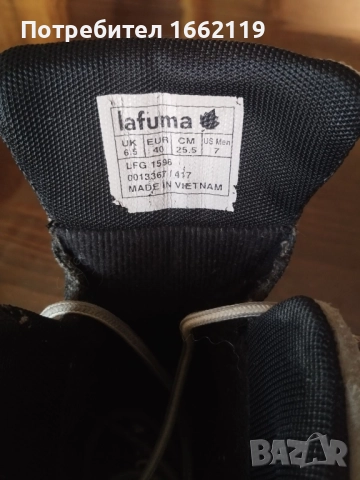 Потребител 1662119
lafuma
UK EUR CM US Men
6.5 40 25.5 7
LFG 1596
0013367 / 417
MADE IN VIETNAM
BAZAR